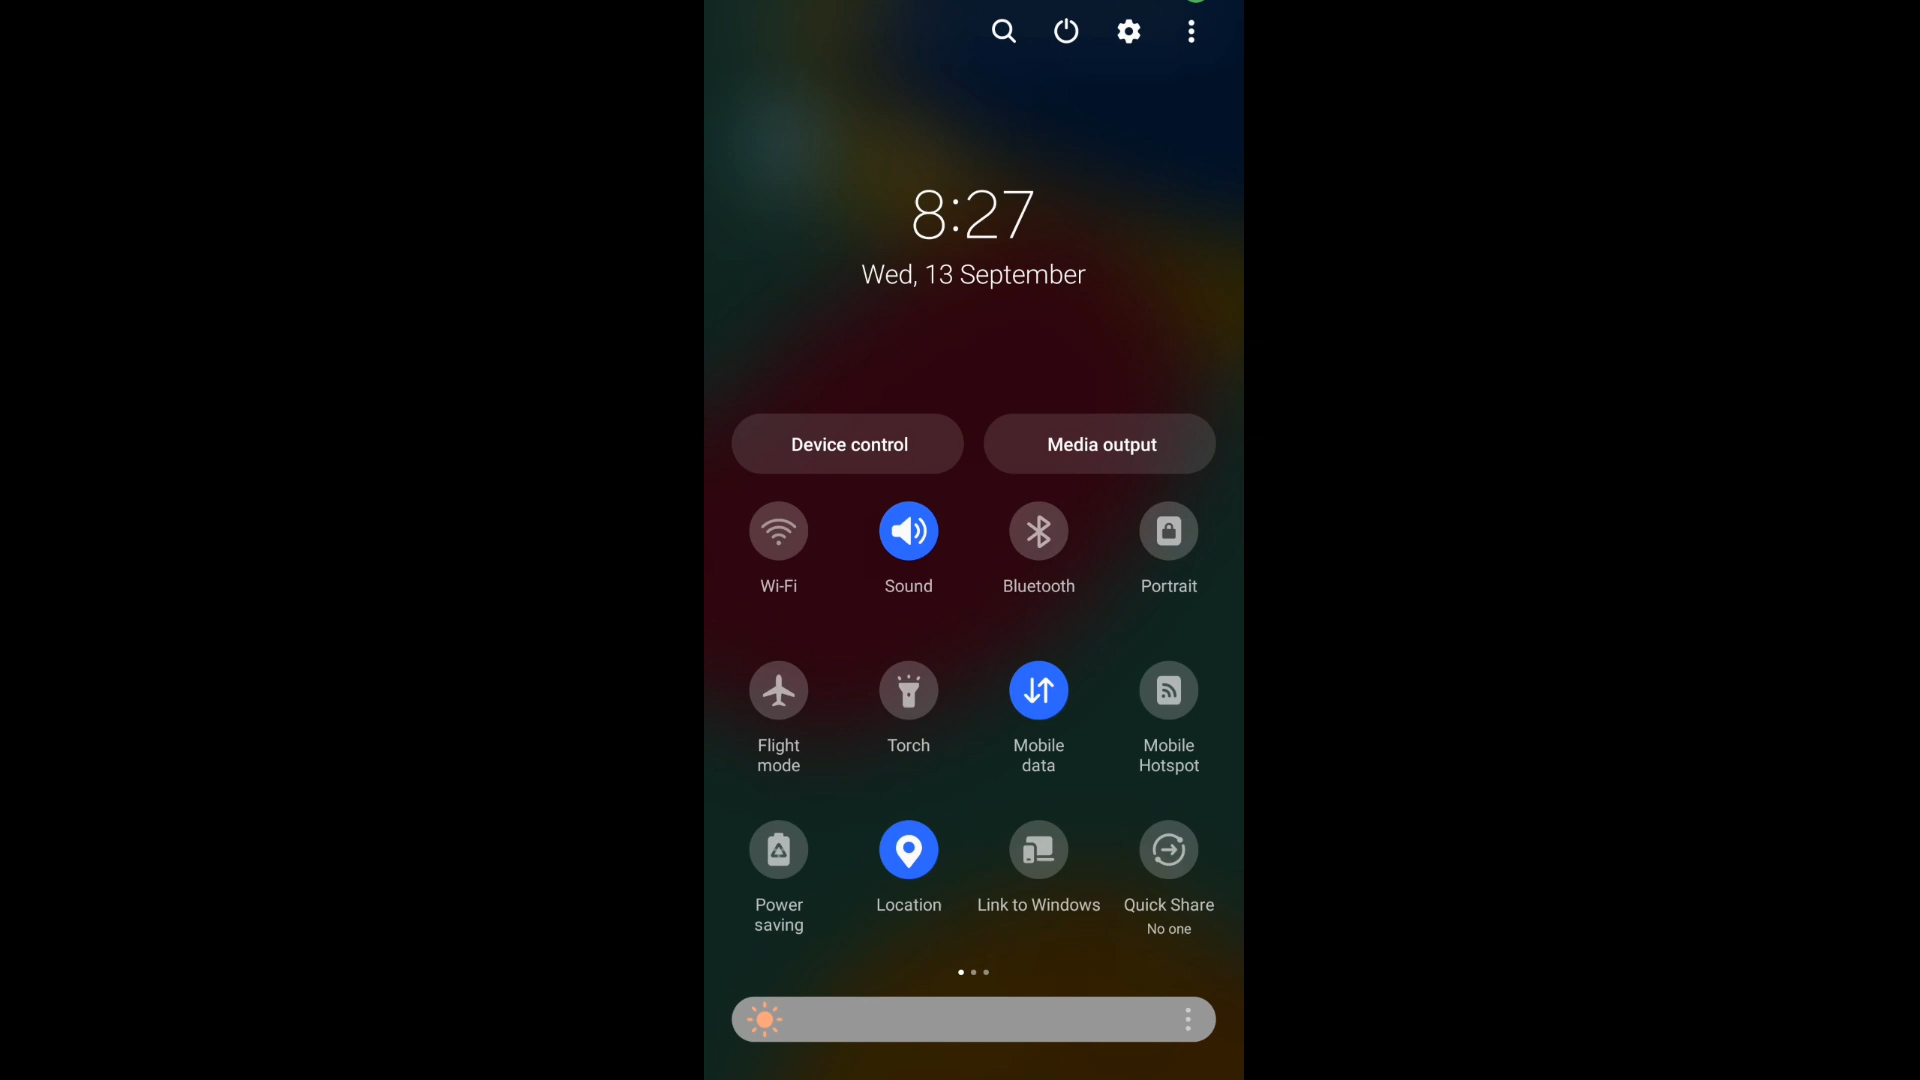 8:27
Wed, 13 September
Device control
Media output
Wi-Fi
Sound
Bluetooth
Portrait
Flight
mode
Torch
Mobile
data
Mobile
Hotspot
Power
saving
Location
Link to Windows
Quick Share
No one